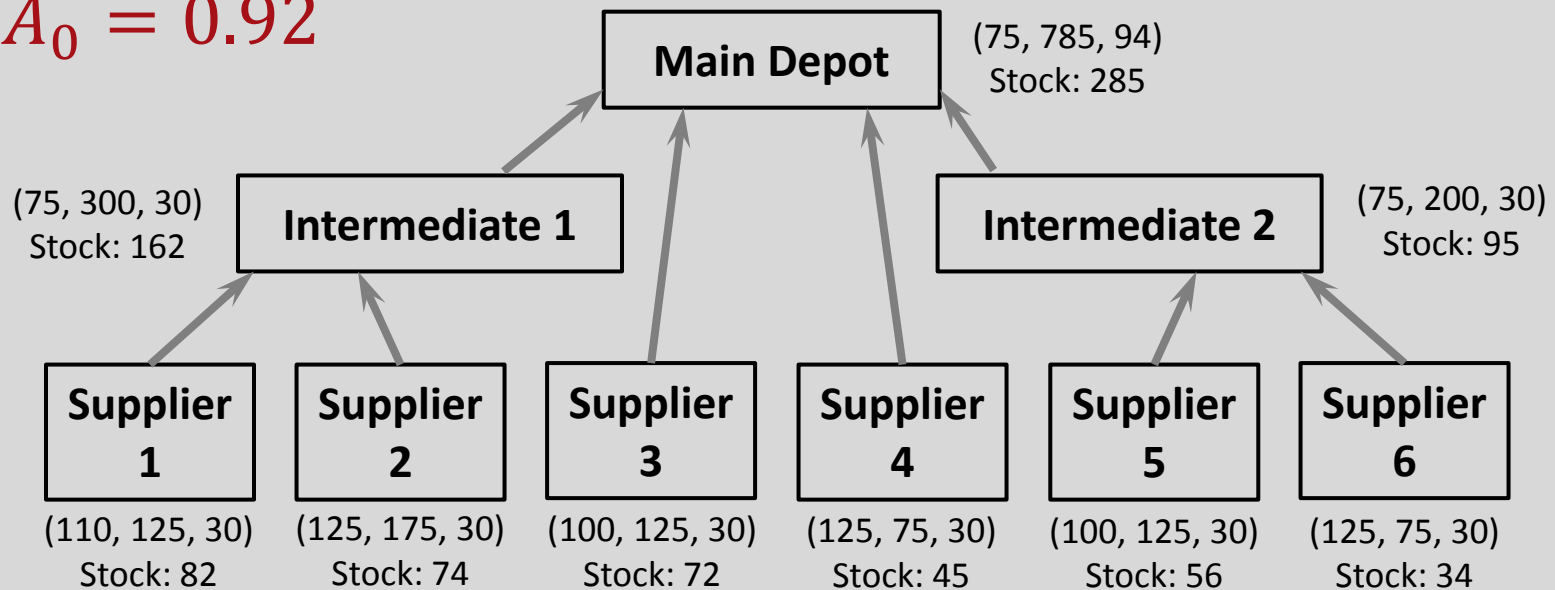 A₀ = 0.92
Main Depot
(75, 785, 94)
Stock: 285
(75, 300, 30)
Stock: 162
Intermediate 1
Intermediate 2
(75, 200, 30)
Stock: 95
Supplier
1
Supplier
2
Supplier
3
Supplier
4
Supplier
5
Supplier
6
(110, 125, 30)
Stock: 82
(125, 175, 30)
Stock: 74
(100, 125, 30)
Stock: 72
(125, 75, 30)
Stock: 45
(100, 125, 30)
Stock: 56
(125, 75, 30)
Stock: 34